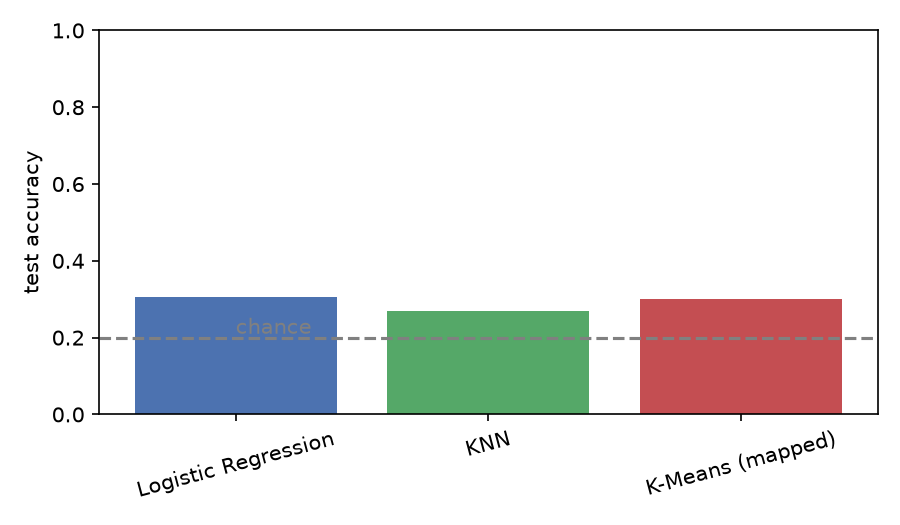 1.0
0.8
0.6
0.4
0.2
0.0
test accuracy
chance
Logistic Regression
KNN
K-Means (mapped)